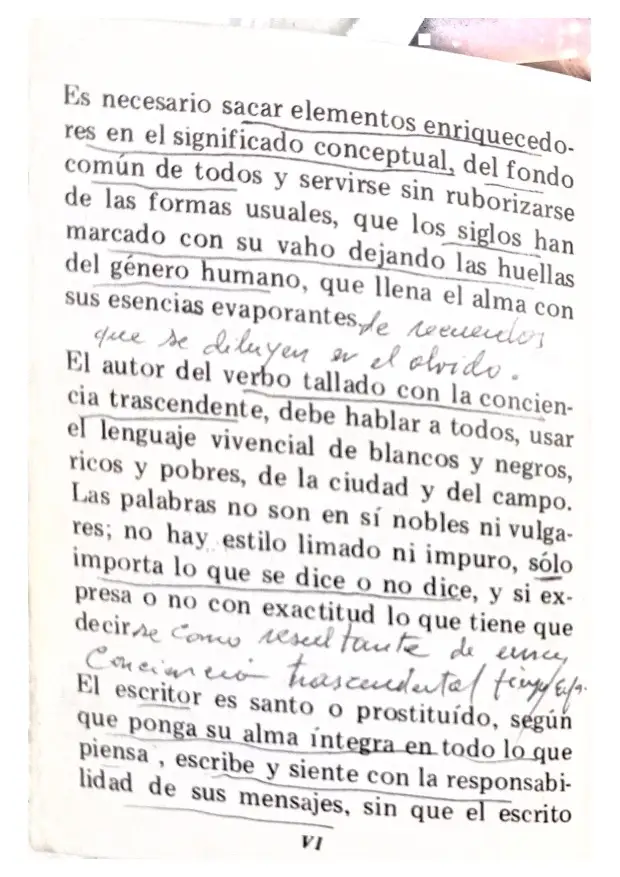 Es necesario sacar elementos enriquecedo-
res en el significado conceptual, del fondo
común de todos y servirse sin ruborizarse
de las formas usuales, que los siglos han
marcado con su vaho dejando las huellas
del género humano, que llena el alma con
sus esencias evaporantes, de recuerdos
que se diluyen en el olvido.
El autor del verbo tallado con la concien-
cia trascendente, debe hablar a todos, usar
el lenguaje vivencial de blancos y negros,
ricos y pobres, de la ciudad y del campo.
Las palabras no son en sí nobles ni vulga-
res; no hay estilo limado ni impuro, sólo
importa lo que se dice o no dice, y si ex-
presa o no con exactitud lo que tiene que
decirse como resultante de una
Conciencia trascendental
El escritor es santo o prostituído, según
que ponga su alma íntegra en todo lo que
piensa , escribe y siente con la responsabi-
lidad de sus mensajes, sin que el escrito
VI